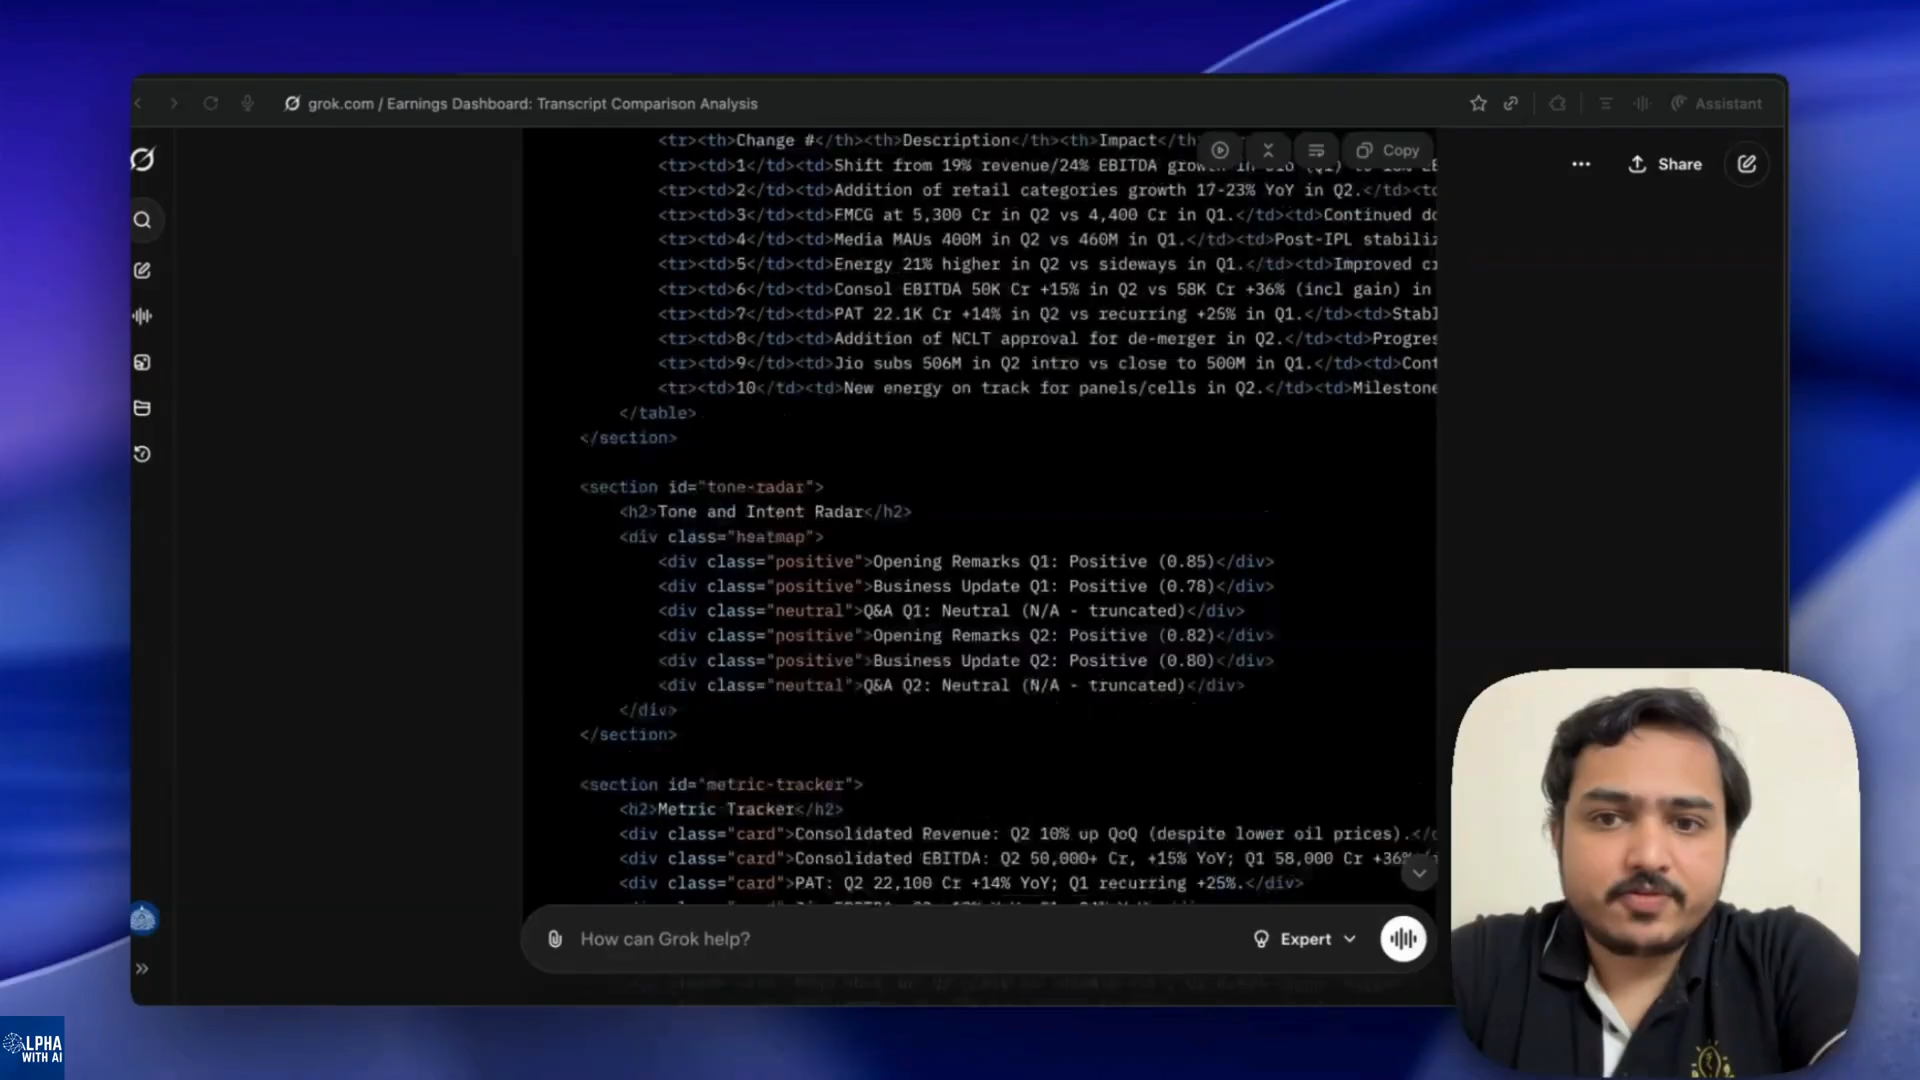 grok.com / Earnings Dashboard: Transcript Comparison Analysis
Assistant
<tr><th>Change #</th><th>Description</th><th>Impact</th
Copy
Share
<tr><td>1</td><td>Shift from 19% revenue/24% EBITDA
<tr><td>2</td><td>Addition of retail categories growth 17-23% YoY in Q2.</td><td
<tr><td>3</td><td>FMCG at 5,300 Cr in Q2 vs 4,400 Cr in Q1.</td><td>Continued
<tr><td>4</td><td>Media MAUs 400M in Q2 vs 460M in Q1.</td><td>Post-IPL
<tr><td>5</td><td>Energy 21% higher in Q2 vs sideways in Q1.</td><td>Improved
<tr><td>6</td><td>Consol EBITDA 50K Cr +15% in Q2 vs 58K Cr +36% (incl gain) in
<tr><td>7</td><td>PAT 22.1K Cr +14% in Q2 vs recurring +25% in Q1.</td><td>Stabl
<tr><td>8</td><td>Addition of NCLT approval for de-merger in Q2.</td><td>Progres
<tr><td>9</td><td>Jio subs 506M in Q2 intro vs close to 500M in Q1.</td><td>Cont
<tr><td>10</td><td>New energy on track for panels/cells in Q2.</td><td>Milestone
</table>
</section>
<section id="tone-radar">
<h2>Tone and Intent Radar</h2>
<div class="heatmap">
<div class="positive">Opening Remarks Q1: Positive (0.85)</div>
<div class="positive">Business Update Q1: Positive (0.78)</div>
<div class="neutral">Q&A Q1: Neutral (N/A - truncated)</div>
<div class="positive">Opening Remarks Q2: Positive (0.82)</div>
<div class="positive">Business Update Q2: Positive (0.80)</div>
<div class="neutral">Q&A Q2: Neutral (N/A - truncated)</div>
</div>
</section>
<section id="metric-tracker">
<h2>Metric Tracker</h2>
<div class="card">Consolidated Revenue: Q2 10% up QoQ (despite lower oil prices).</
<div class="card">Consolidated EBITDA: Q2 50,000+ Cr, +15% YoY; Q1 58,000 Cr +36%
<div class="card">PAT: Q2 22,100 Cr +14% YoY; Q1 recurring +25%.</div>
How can Grok help?
Expert
ALPHA
WITH AI